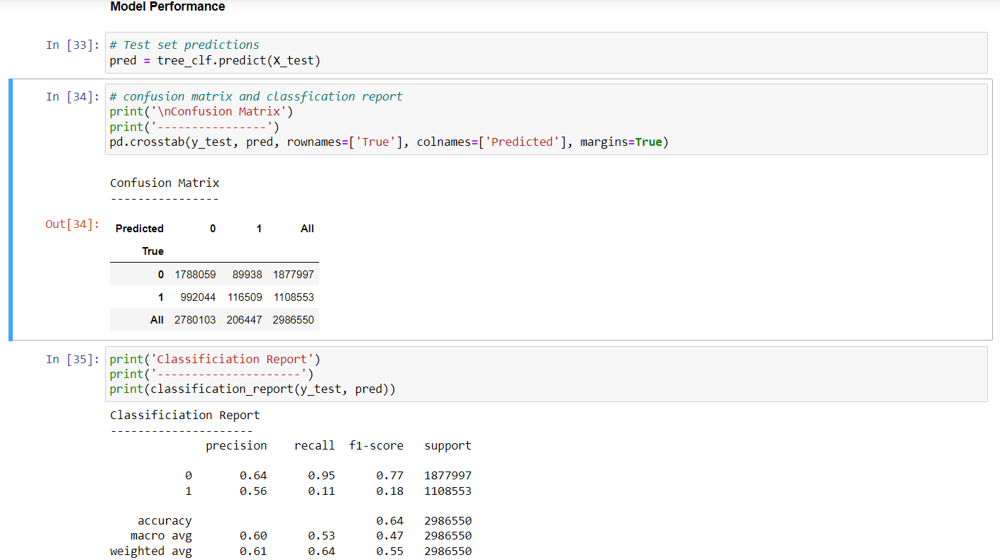 Model Performance
In [33]: # Test set predictions
pred = tree_clf.predict(X_test)
In [34]: # confusion matrix and classfication report
print('\nConfusion Matrix')
print('----------------')
pd.crosstab(y_test, pred, rownames=['True'], colnames=['Predicted'], margins=True)
Confusion Matrix
----------------
Out[34]:
Predicted 0 1 All
True
0 1788059 89938 1877997
1 992044 116509 1108553
All 2780103 206447 2986550
In [35]: print('Classificiation Report')
print('---------------------')
print(classification_report(y_test, pred))
Classificiation Report
---------------------
precision recall f1-score support
0 0.64 0.95 0.77 1877997
1 0.56 0.11 0.18 1108553
accuracy 0.64 2986550
macro avg 0.60 0.53 0.47 2986550
weighted avg 0.61 0.64 0.55 2986550